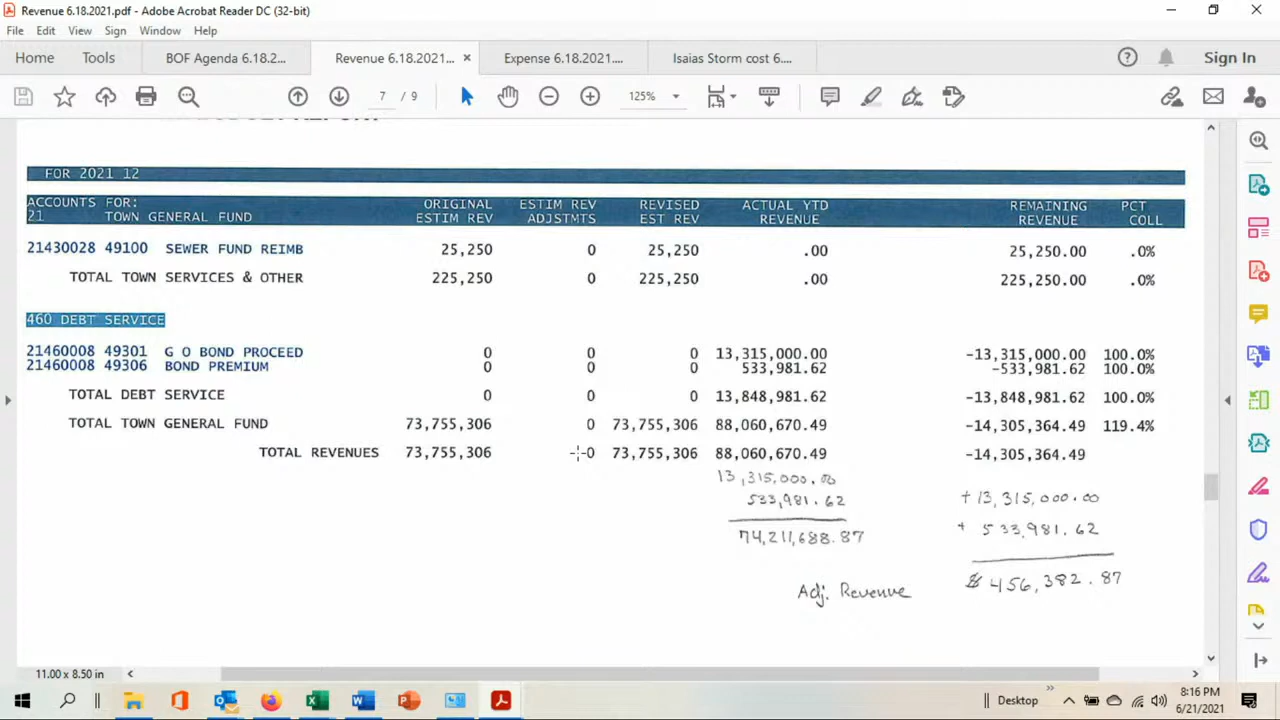 Revenue 6.18.2021.pdf - Adobe Acrobat Reader DC (32-bit)
File Edit View Sign Window Help
Home Tools BOF Agenda 6.18.2... Revenue 6.18.2021... × Expense 6.18.2021.... Isaias Storm cost 6.... Sign In
7 / 9 125%
FOR 2021 12
ACCOUNTS FOR: ORIGINAL ESTIM REV REVISED ACTUAL YTD REMAINING PCT
21 TOWN GENERAL FUND ESTIM REV ADJSTMTS EST REV REVENUE REVENUE COLL
21430028 49100 SEWER FUND REIMB 25,250 0 25,250 .00 25,250.00 .0%
TOTAL TOWN SERVICES & OTHER 225,250 0 225,250 .00 225,250.00 .0%
460 DEBT SERVICE
21460008 49301 G O BOND PROCEED 0 0 0 13,315,000.00 -13,315,000.00 100.0%
21460008 49306 BOND PREMIUM 0 0 0 533,981.62 -533,981.62 100.0%
TOTAL DEBT SERVICE 0 0 0 13,848,981.62 -13,848,981.62 100.0%
TOTAL TOWN GENERAL FUND 73,755,306 0 73,755,306 88,060,670.49 -14,305,364.49 119.4%
TOTAL REVENUES 73,755,306 0 73,755,306 88,060,670.49 -14,305,364.49
13,315,000.00
+ 13,315,000.00
533,981.62
+ 533,981.62
74,211,688.87
Adj. Revenue $ 456,382.87
11.00 x 8.50 in
Desktop
8:16 PM
6/21/2021